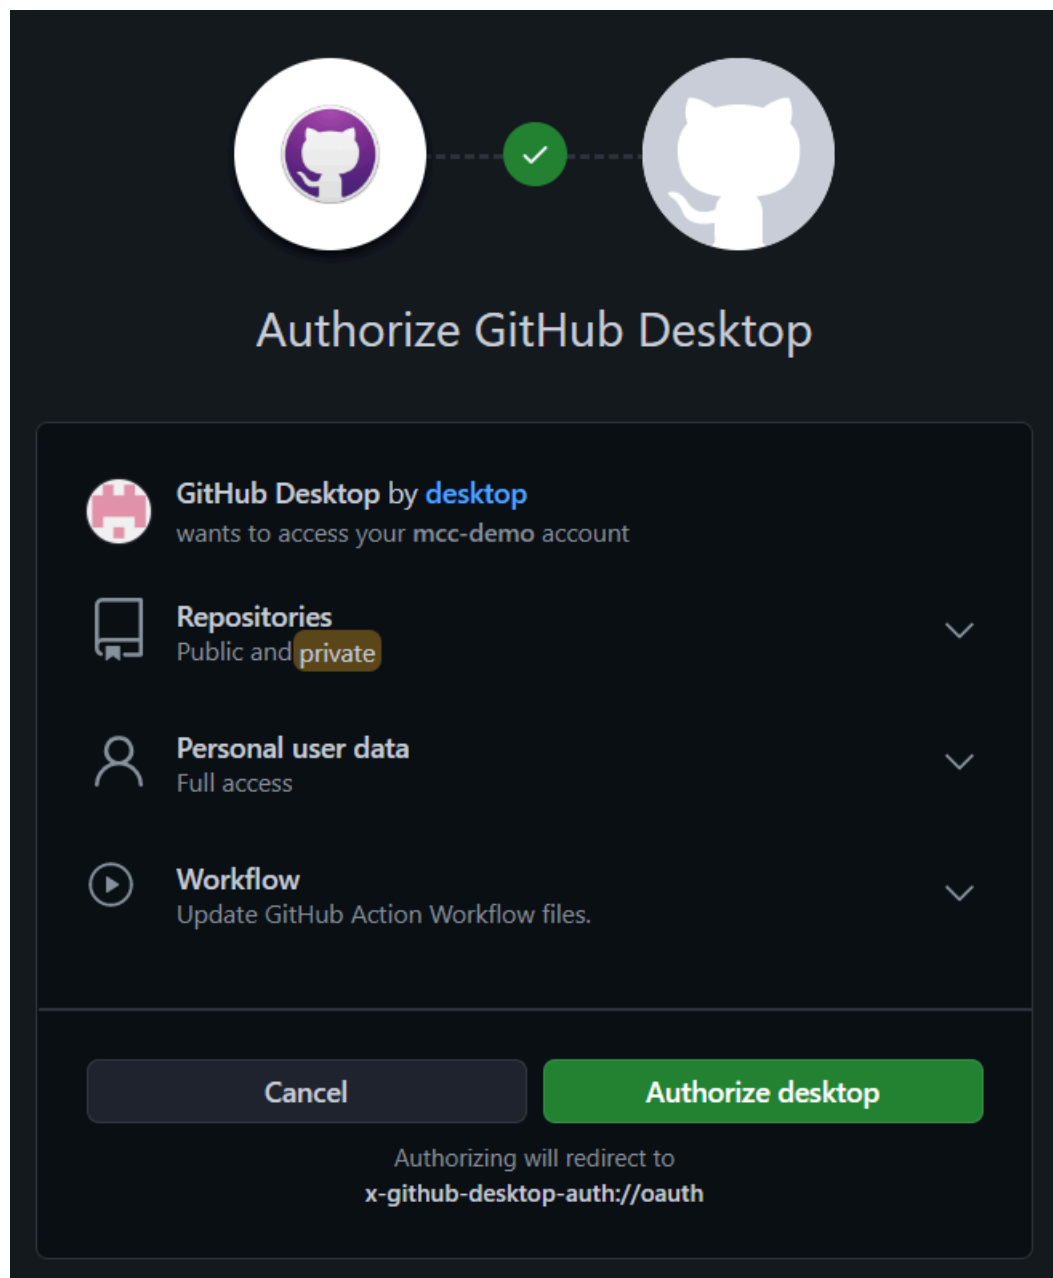 Authorize GitHub Desktop
GitHub Desktop by desktop
wants to access your mcc-demo account
Repositories
Public and private
Personal user data
Full access
Workflow
Update GitHub Action Workflow files.
Cancel
Authorize desktop
Authorizing will redirect to
x-github-desktop-auth://oauth